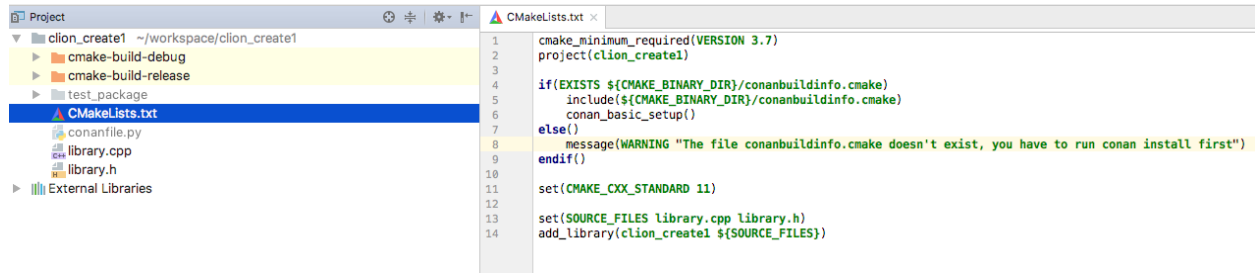 Project
clion_create1 ~/workspace/clion_create1
cmake-build-debug
cmake-build-release
test_package
CMakeLists.txt
conanfile.py
library.cpp
library.h
External Libraries
CMakeLists.txt
1 cmake_minimum_required(VERSION 3.7)
2 project(clion_create1)
3
4 if(EXISTS ${CMAKE_BINARY_DIR}/conanbuildinfo.cmake)
5 include(${CMAKE_BINARY_DIR}/conanbuildinfo.cmake)
6 conan_basic_setup()
7 else()
8 message(WARNING "The file conanbuildinfo.cmake doesn't exist, you have to run conan install first")
9 endif()
10
11 set(CMAKE_CXX_STANDARD 11)
12
13 set(SOURCE_FILES library.cpp library.h)
14 add_library(clion_create1 ${SOURCE_FILES})